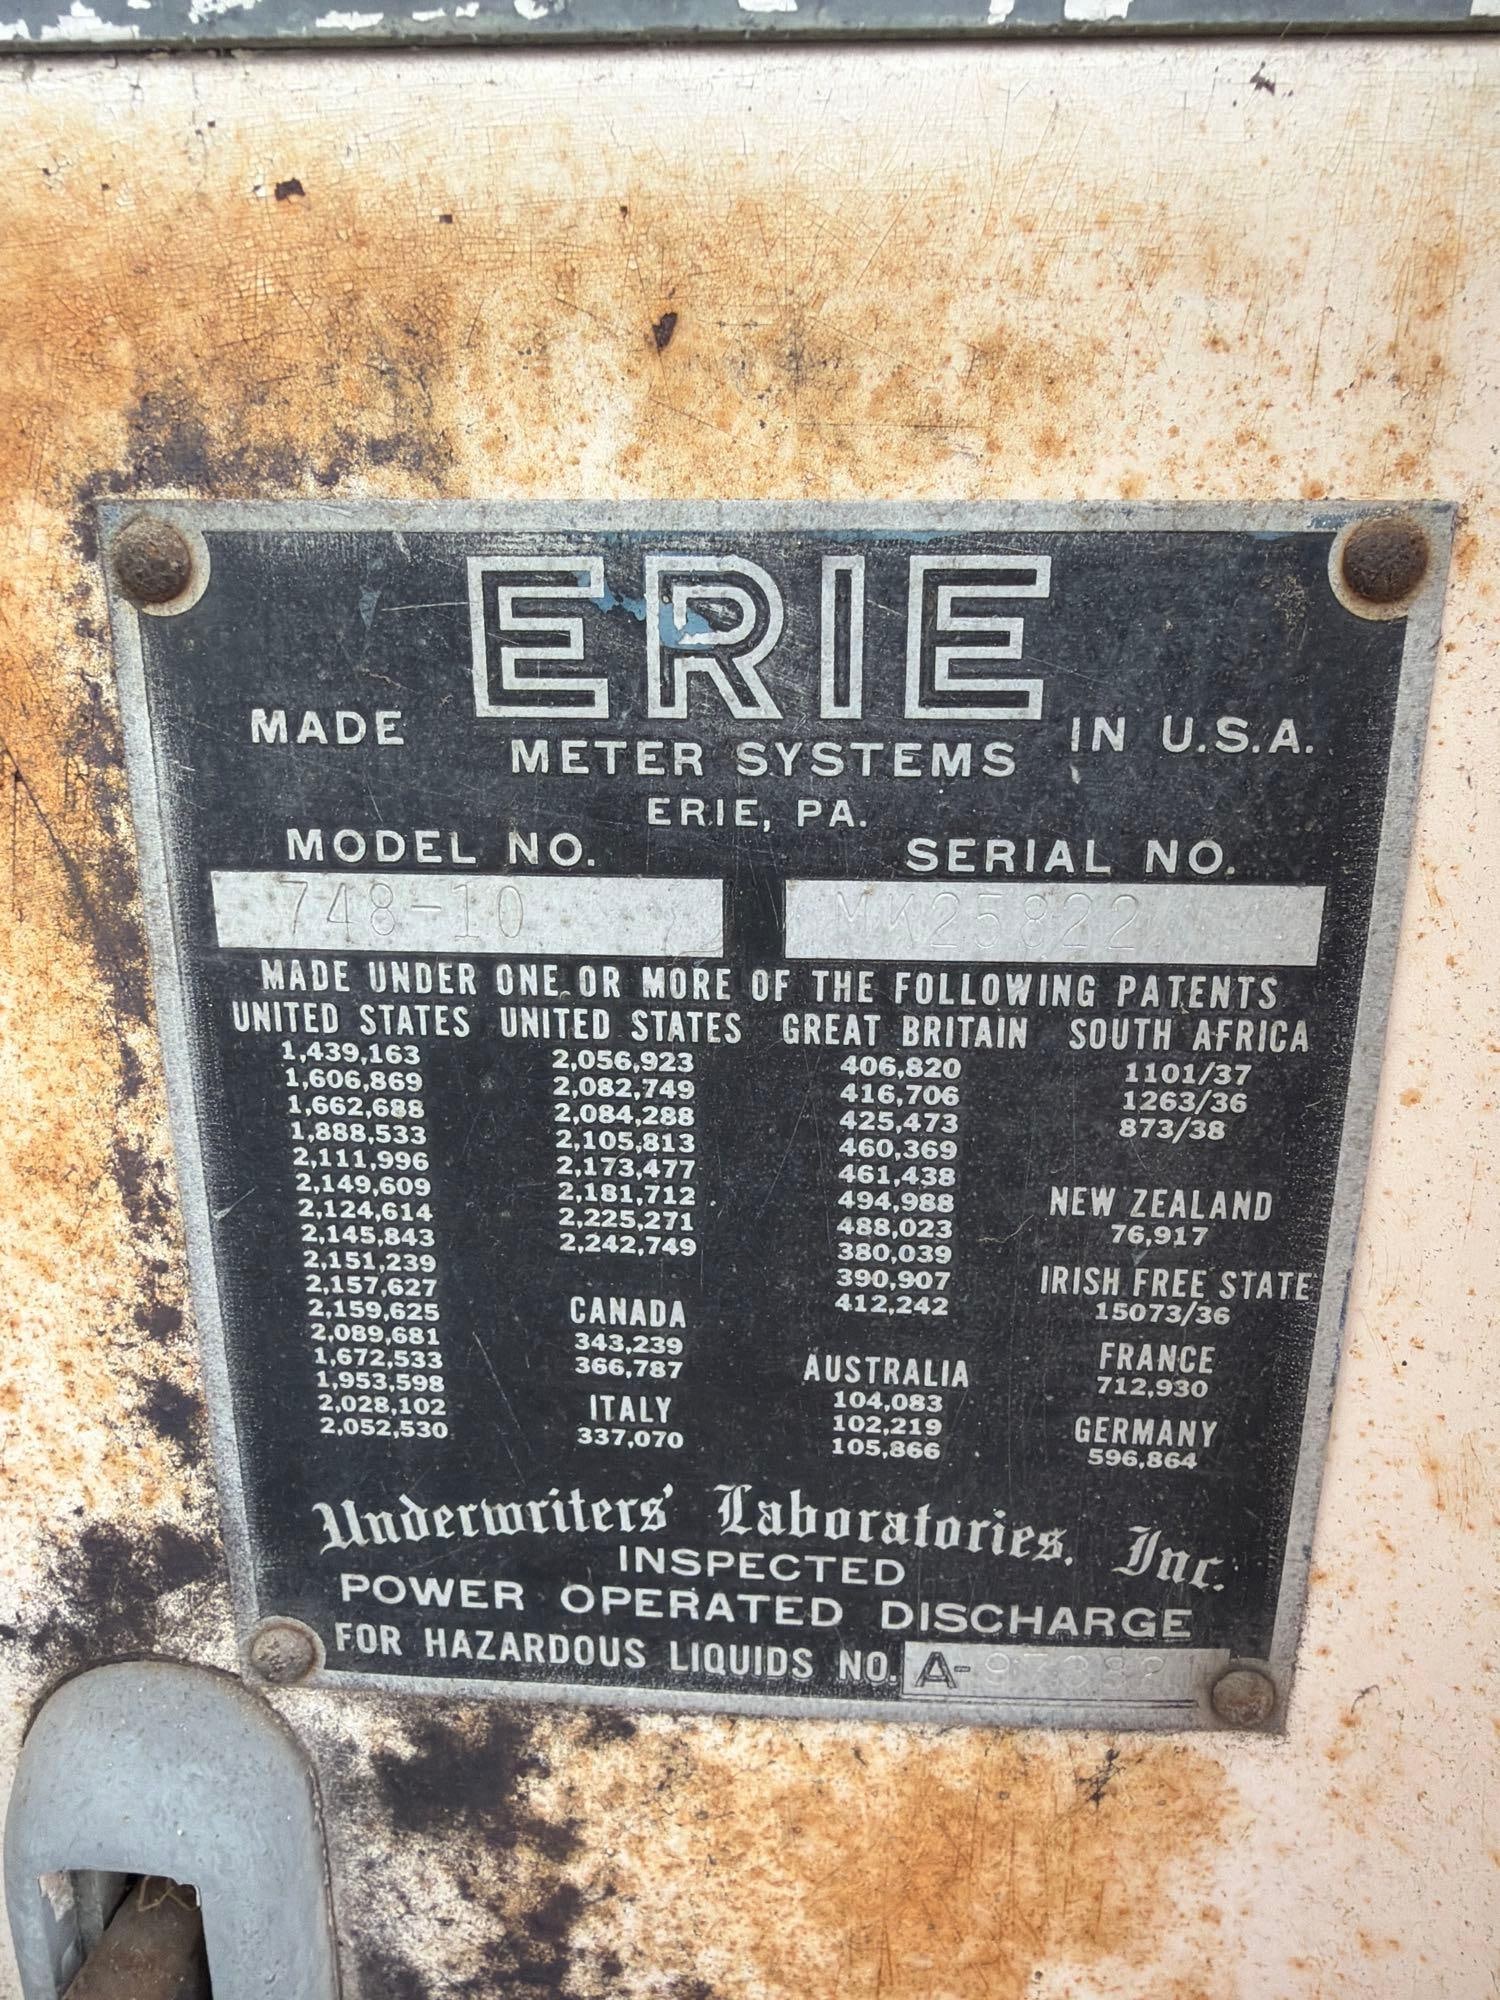 ERIE
MADE IN U.S.A.
METER SYSTEMS
ERIE, PA.
MODEL NO. SERIAL NO.
748-10 MK25822
MADE UNDER ONE OR MORE OF THE FOLLOWING PATENTS
UNITED STATES
1,439,163
1,606,869
1,662,688
1,888,533
2,111,996
2,149,609
2,124,614
2,145,843
2,151,239
2,157,627
2,159,625
2,089,681
1,672,533
1,953,598
2,028,102
2,052,530
UNITED STATES
2,056,923
2,082,749
2,084,288
2,105,813
2,173,477
2,181,712
2,225,271
2,242,749
CANADA
343,239
366,787
ITALY
337,070
GREAT BRITAIN
406,820
416,706
425,473
460,369
461,438
494,988
488,023
380,039
390,907
412,242
AUSTRALIA
104,083
102,219
105,866
SOUTH AFRICA
1101/37
1263/36
873/38
NEW ZEALAND
76,917
IRISH FREE STATE
15073/36
FRANCE
712,930
GERMANY
596,864
Underwriters' Laboratories, Inc.
INSPECTED
POWER OPERATED DISCHARGE
FOR HAZARDOUS LIQUIDS NO. A-